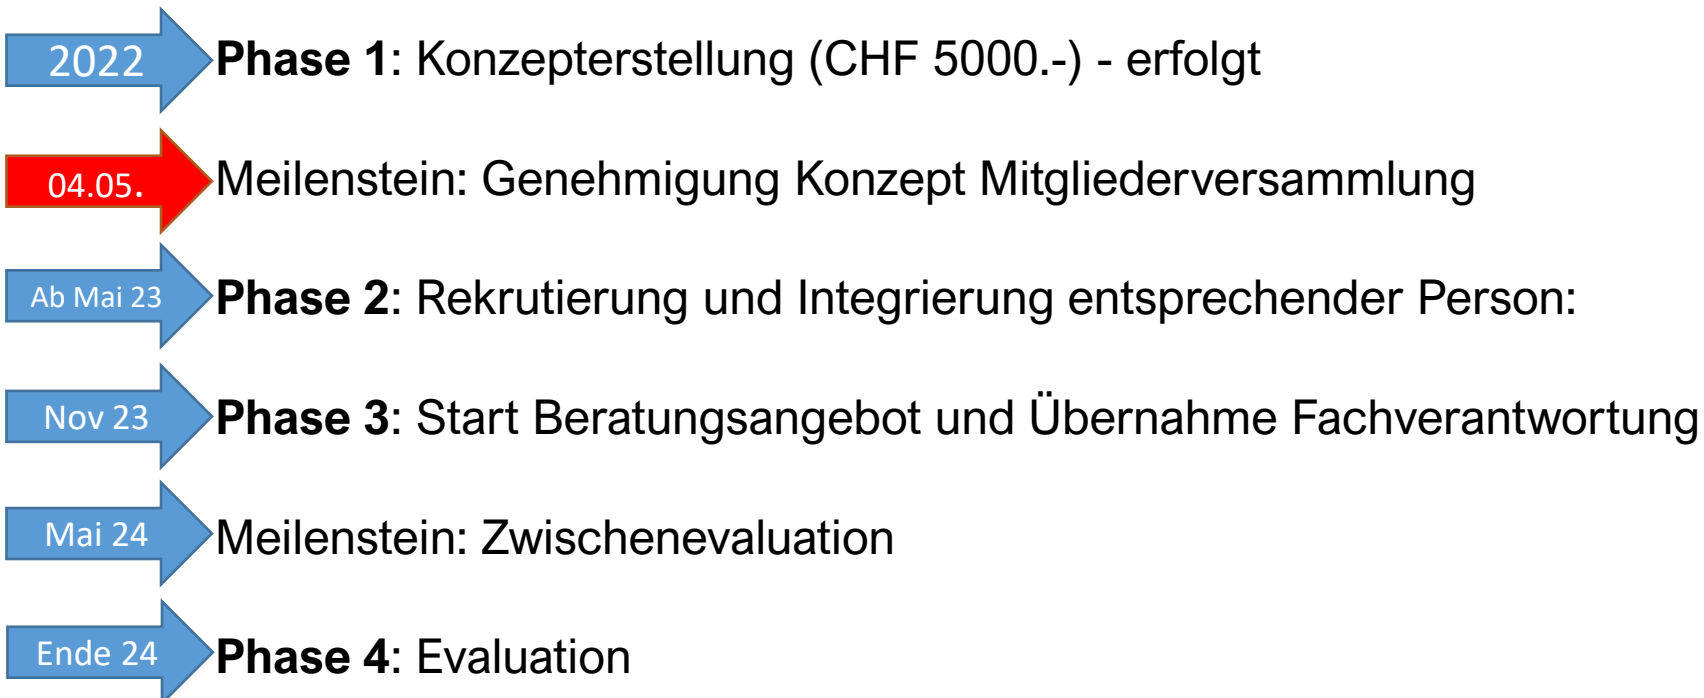 2022 Phase 1: Konzepterstellung (CHF 5000.-) - erfolgt
04.05. Meilenstein: Genehmigung Konzept Mitgliederversammlung
Ab Mai 23 Phase 2: Rekrutierung und Integrierung entsprechender Person:
Nov 23 Phase 3: Start Beratungsangebot und Übernahme Fachverantwortung
Mai 24 Meilenstein: Zwischenevaluation
Ende 24 Phase 4: Evaluation